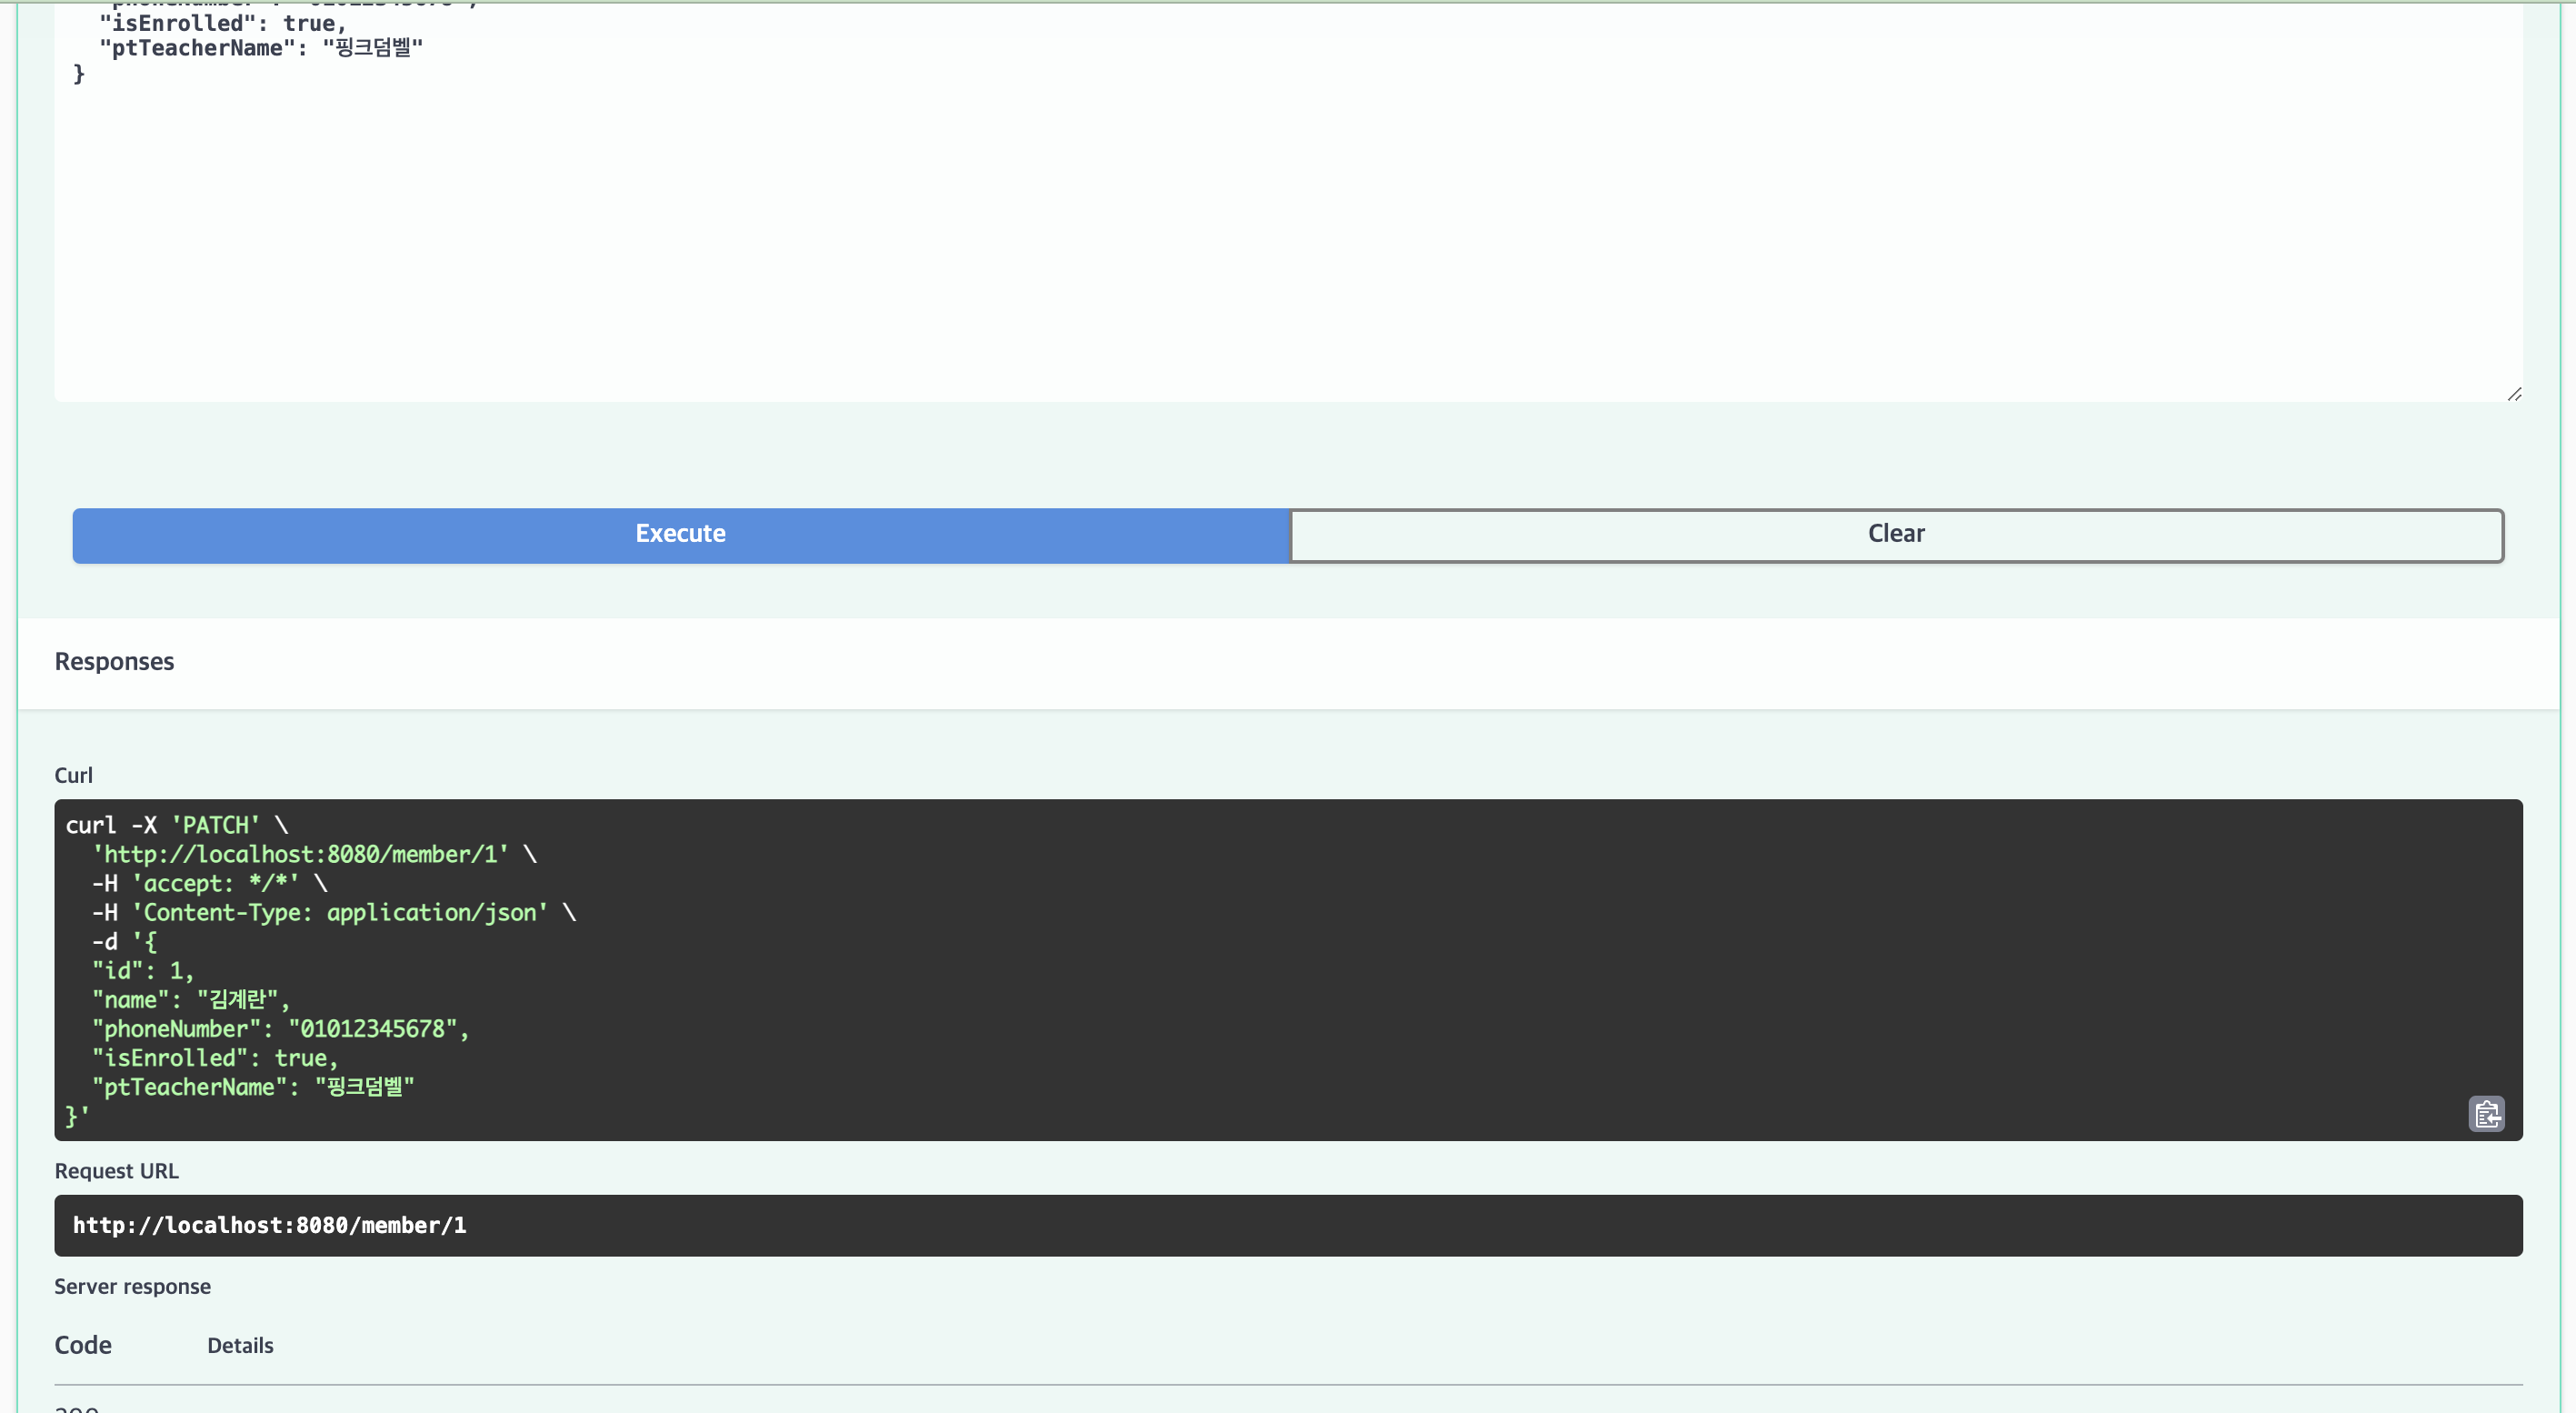 "isEnrolled": true,
"ptTeacherName": "핑크덤벨"
}
Execute
Clear
Responses
Curl
curl -X 'PATCH' \
'http://localhost:8080/member/1' \
-H 'accept: */*' \
-H 'Content-Type: application/json' \
-d '{
"id": 1,
"name": "김계란",
"phoneNumber": "01012345678",
"isEnrolled": true,
"ptTeacherName": "핑크덤벨"
}'
Request URL
http://localhost:8080/member/1
Server response
Code
Details